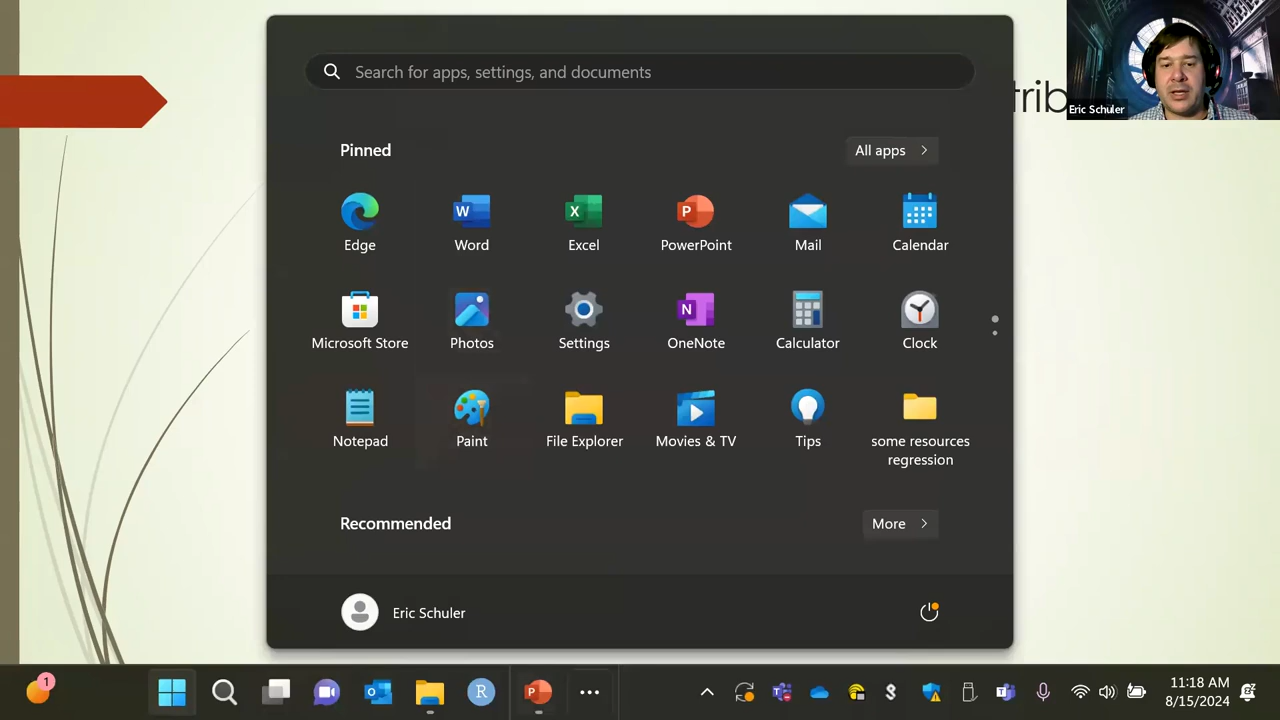 Search for apps, settings, and documents
trib
Eric Schuler
Pinned
All apps
Edge
Word
Excel
PowerPoint
Mail
Calendar
Microsoft Store
Photos
Settings
OneNote
Calculator
Clock
Notepad
Paint
File Explorer
Movies & TV
Tips
some resources
regression
Recommended
More
Eric Schuler
1
11:18 AM
8/15/2024